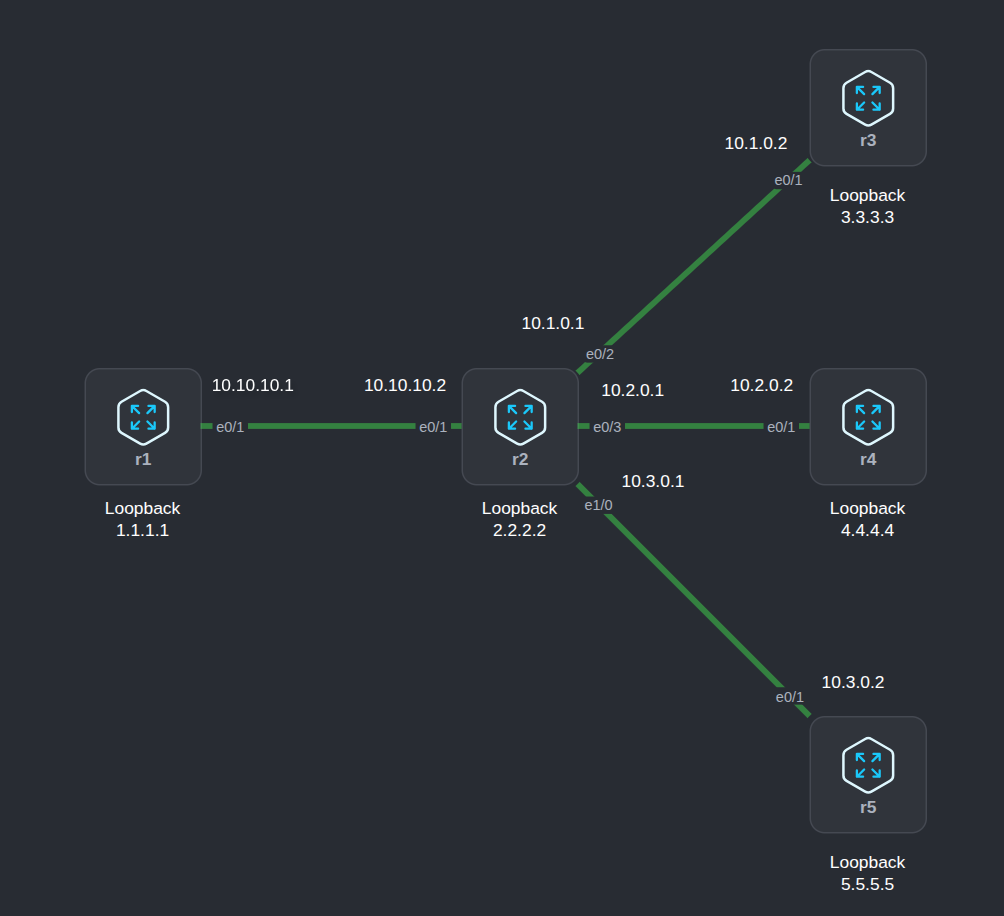 r3
10.1.0.2
e0/1
Loopback
3.3.3.3
10.1.0.1
e0/2
10.10.10.1
10.10.10.2
e0/1
e0/1
r1
Loopback
1.1.1.1
r2
Loopback
2.2.2.2
10.2.0.1
10.2.0.2
e0/3
e0/1
r4
Loopback
4.4.4.4
10.3.0.1
e1/0
10.3.0.2
e0/1
r5
Loopback
5.5.5.5